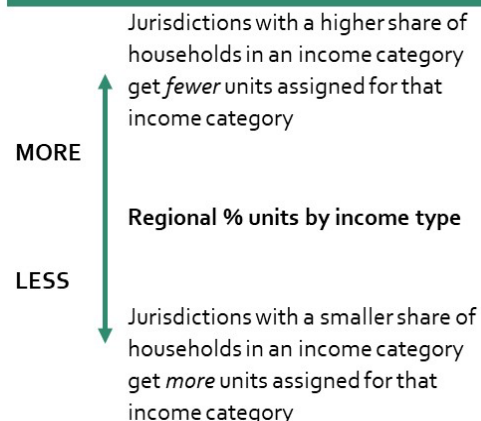 Jurisdictions with a higher share of
households in an income category
get fewer units assigned for that
income category
MORE
Regional % units by income type
LESS
Jurisdictions with a smaller share of
households in an income category
get more units assigned for that
income category